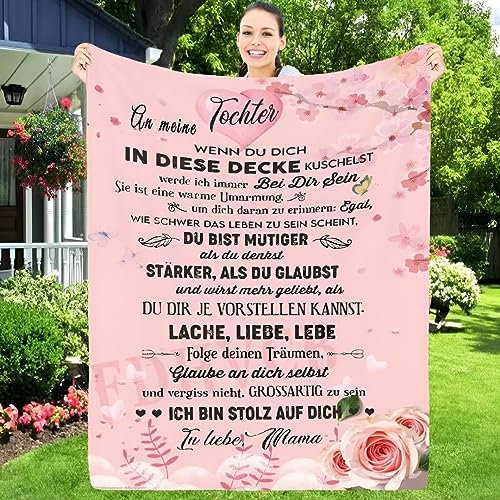 An meine Tochter
WENN DU DICH
IN DIESE DECKE KUSCHELST
werde ich immer Bei Dir Sein
Sie ist eine warme Umarmung,
um dich daran zu erinnern: Egal,
WIE SCHWER DAS LEBEN ZU SEIN SCHEINT,
DU BIST MUTIGER
als du denkst
STÄRKER, ALS DU GLAUBST
und wirst mehr geliebt, als
DU DIR JE VORSTELLEN KANNST.
LACHE, LIEBE, LEBE
Folge deinen Träumen,
Glaube an dich selbst
und vergiss nicht, GROSSARTIG zu sein
ICH BIN STOLZ AUF DICH
In liebe, Mama